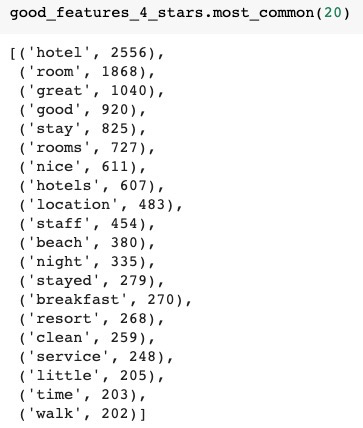 good_features_4_stars.most_common(20)
[('hotel', 2556),
('room', 1868),
('great', 1040),
('good', 920),
('stay', 825),
('rooms', 727),
('nice', 611),
('hotels', 607),
('location', 483),
('staff', 454),
('beach', 380),
('night', 335),
('stayed', 279),
('breakfast', 270),
('resort', 268),
('clean', 259),
('service', 248),
('little', 205),
('time', 203),
('walk', 202)]